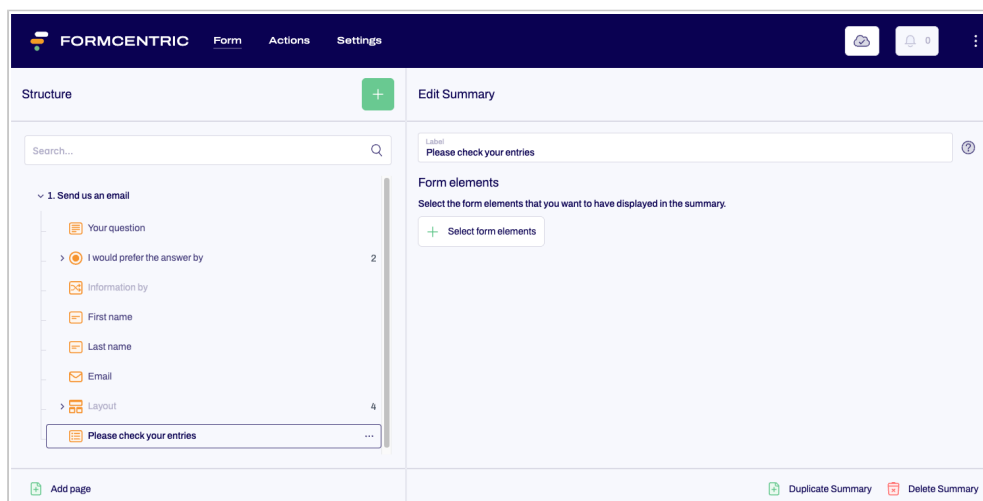 FORMCENTRIC Form Actions Settings 0
Structure
Edit Summary
Search...
Label
Please check your entries
1. Send us an email
Your question
I would prefer the answer by 2
Information by
First name
Last name
Email
Layout 4
Please check your entries
Form elements
Select the form elements that you want to have displayed in the summary.
Select form elements
Add page
Duplicate Summary Delete Summary